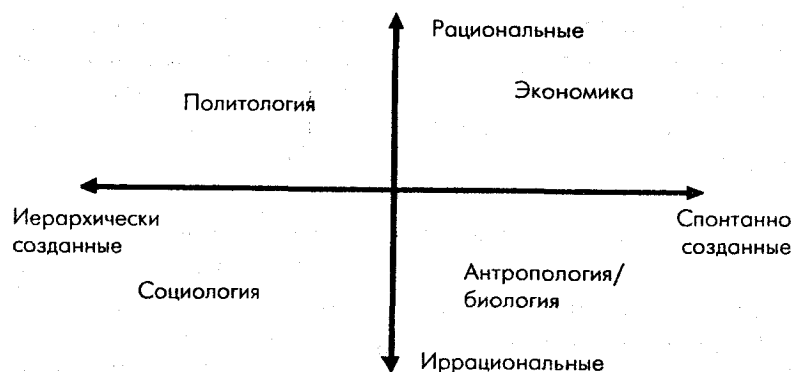 Рациональные
Экономика
Политология
Иерархически
созданные
Спонтанно
созданные
Социология
Антропология/
биология
Иррациональные